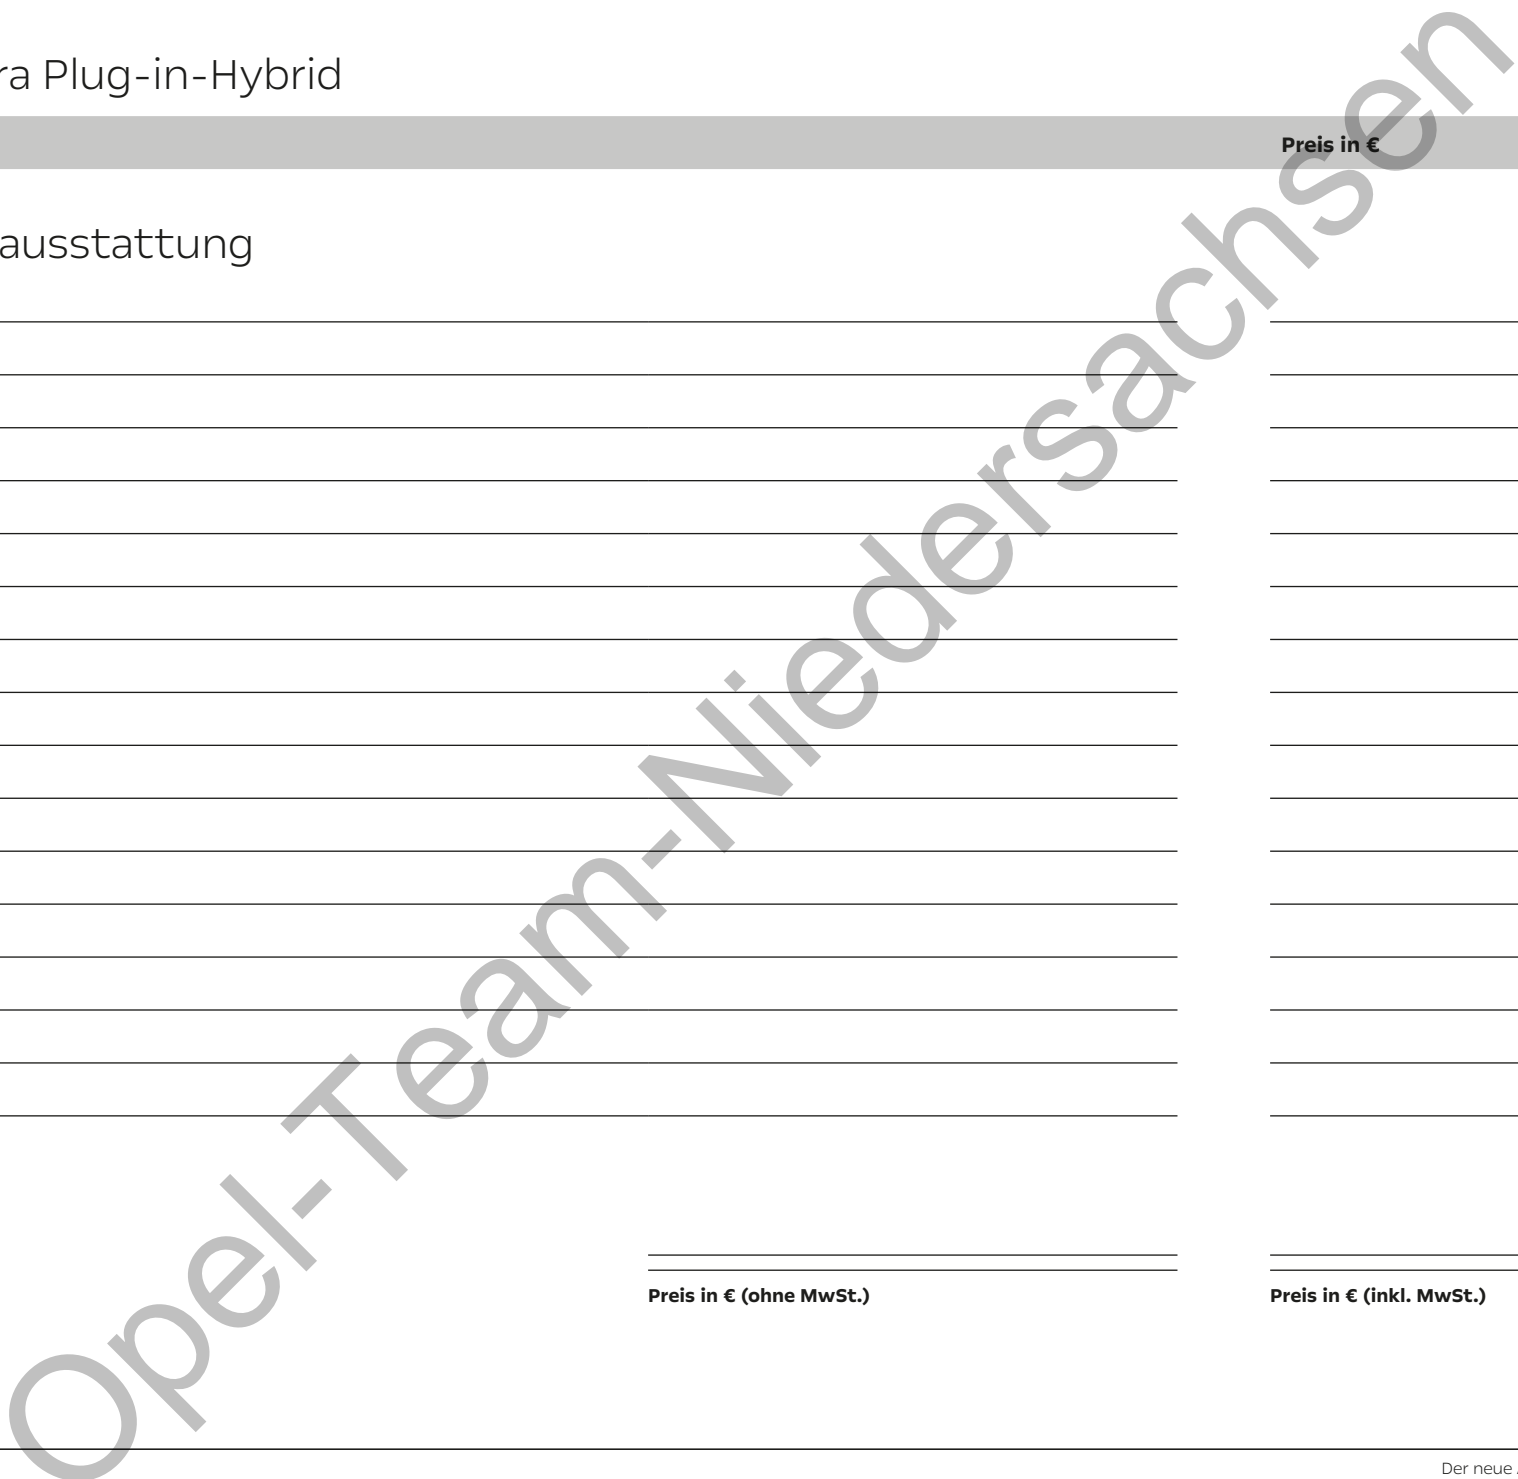 ra Plug-in-Hybrid
Preis in €
ausstattung
Opel-Team-Niedersachsen
Preis in € (ohne MwSt.)
Preis in € (inkl. MwSt.)
Der neue